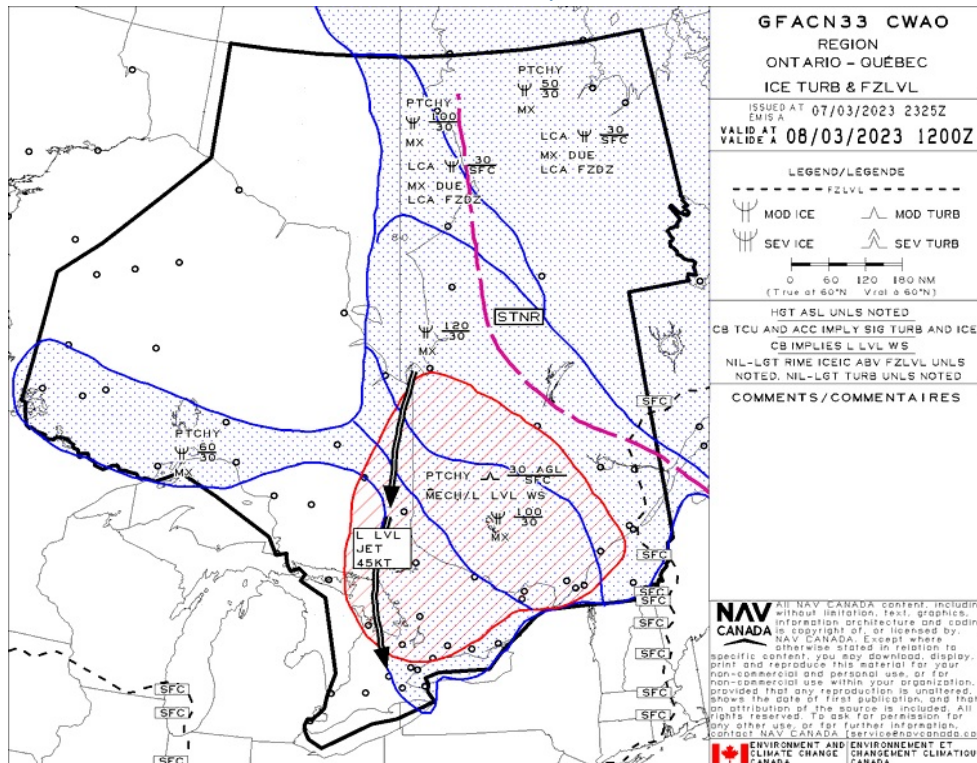 GFACN33 CWAO
REGION
ONTARIO - QUÉBEC
ICE TURB & FZLVL
ISSUED AT
ÉMIS A
07/03/2023 2325Z
VALID AT
VALIDE A
08/03/2023 1200Z
LEGEND/LÉGENDE
FZLVL
MOD ICE
MOD TURB
SEV ICE
SEV TURB
0 60 120 180 NM
(True at 60°N Vrai à 60°N)
HGT ASL UNLS NOTED
CB TCU AND ACC IMPLY SIG TURB AND ICE
CB IMPLIES L LVL WS
NIL-LGT RIME ICEIC ABV FZLVL UNLS
NOTED. NIL-LGT TURB UNLS NOTED
COMMENTS/COMMENTAIRES
PTCHY
50
30
MX
PTCHY
100
30
MX
LCA
30
SFC
MX DUE
LCA FZDZ
LCA
30
SFC
MX DUE
LCA FZDZ
80
STNR
120
30
MX
SFC
PTCHY
60
30
MX
PTCHY
30 AGL
SFC
MECH/L LVL WS
100
30
MX
L LVL
JET
45KT
SFC
SFC
SFC
SFC
SFC
SFC
SFC
SFC
SFC
SFC
NAV
CANADA
All NAV CANADA content, including
without limitation, text, graphics,
information architecture and coding
is copyright of, or licensed by,
NAV CANADA. Except where
otherwise stated in relation to
specific content, you may download, display,
print and reproduce this material for your
non-commercial and personal use, or for
non-commercial use within your organization,
provided that any reproduction is unaltered,
shows the date of first publication, and that
an attribution of the source is included. All
rights reserved. To ask for permission for
any other use, or for further information,
contact NAV CANADA [service@navcanada.co
ENVIRONMENT AND
CLIMATE CHANGE
CANADA
ENVIRONNEMENT ET
CHANGEMENT CLIMATIQU
CANADA